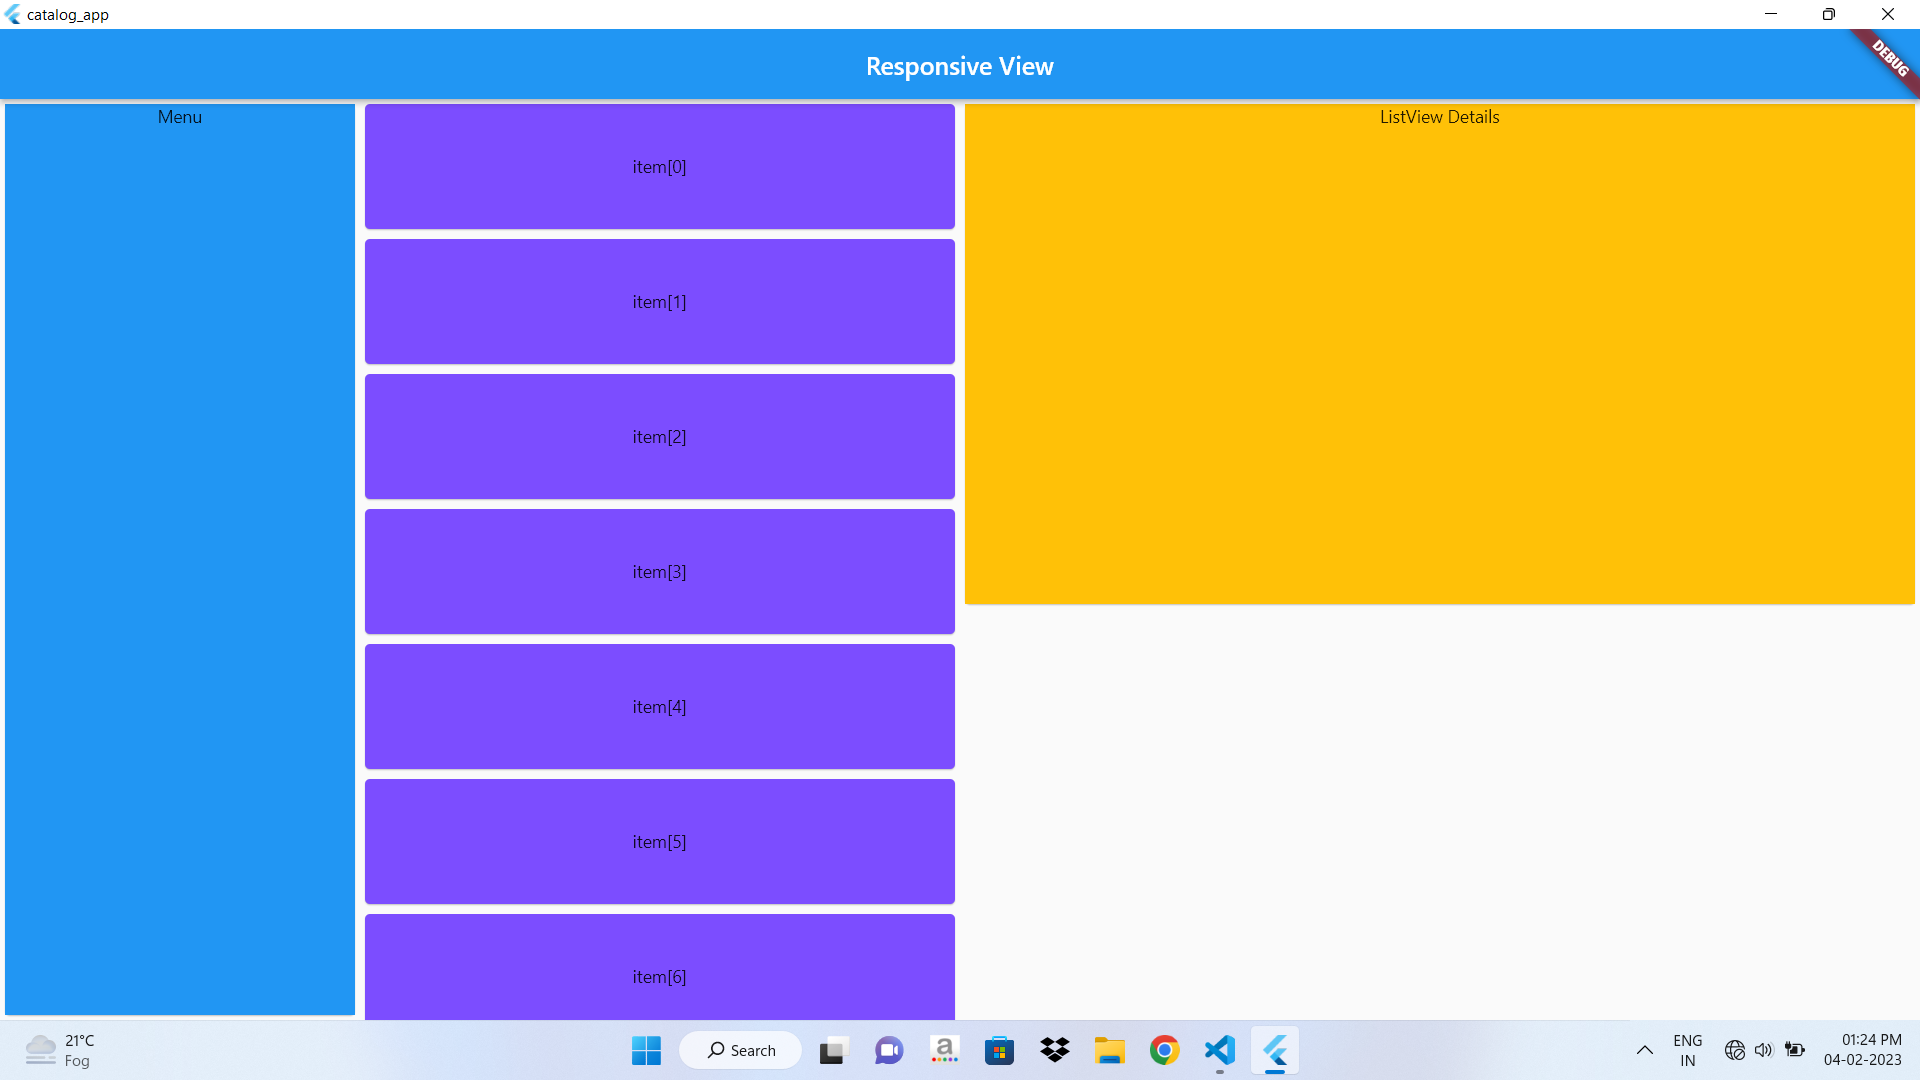 catalog_app
Responsive View
DEBUG
Menu
item[0]
item[1]
item[2]
item[3]
item[4]
item[5]
item[6]
ListView Details
21°C
Fog
Search
a
ENG
IN
01:24 PM
04-02-2023